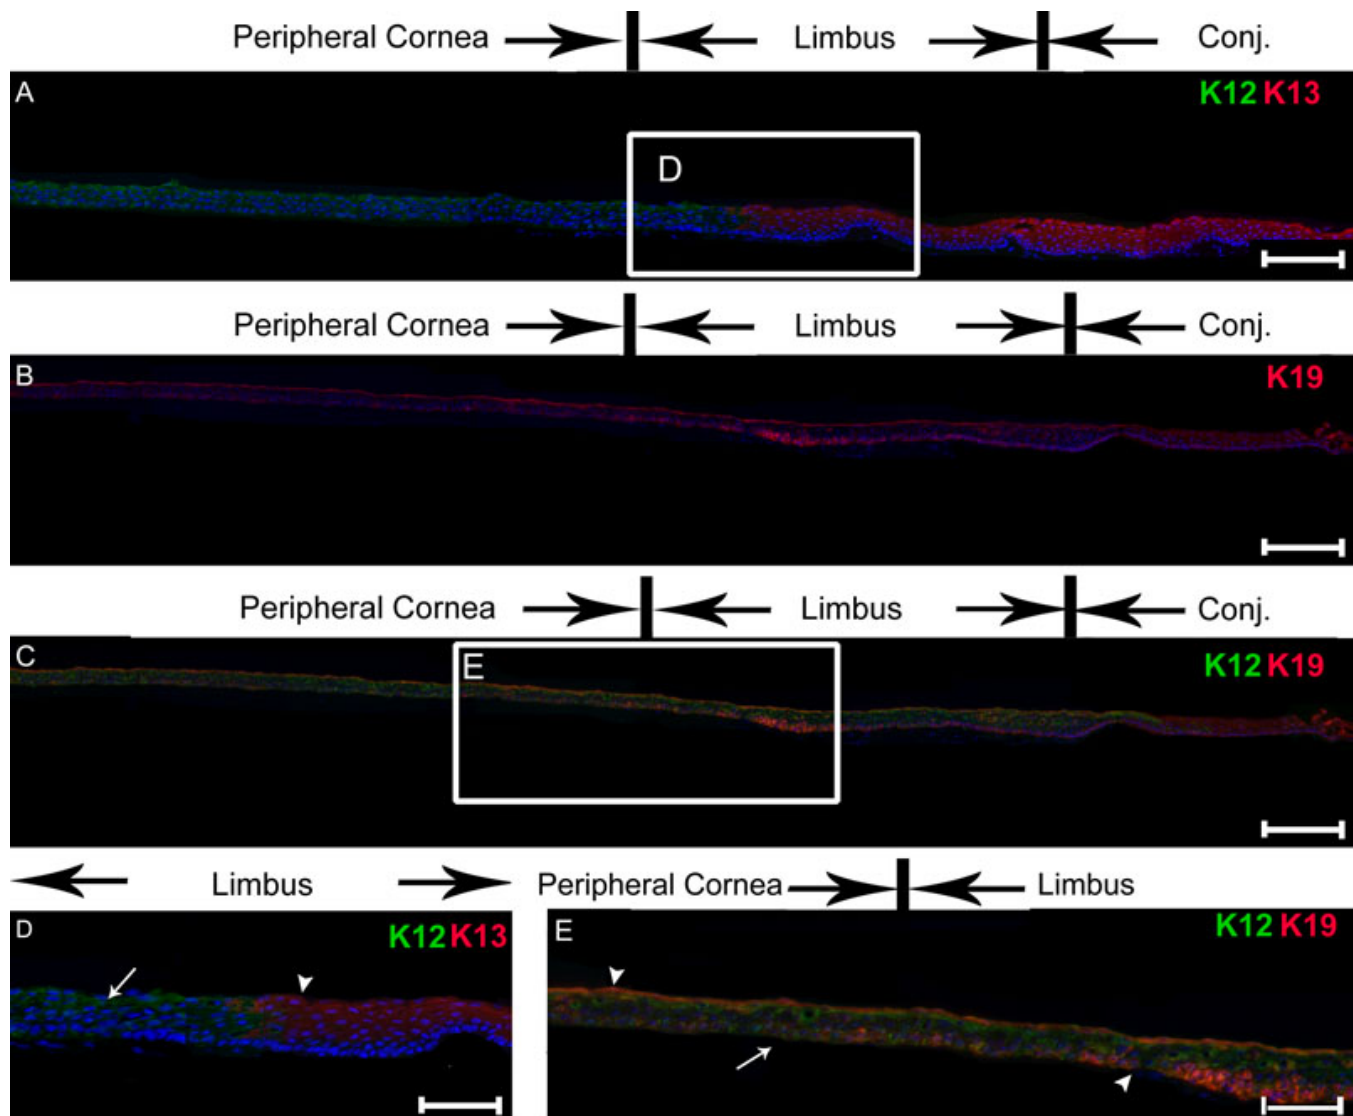 Peripheral Cornea Limbus Conj.
A K12 K13
D
Peripheral Cornea Limbus Conj.
B K19
Peripheral Cornea Limbus Conj.
C K12 K19
E
Limbus Peripheral Cornea Limbus
D K12 K13 E K12 K19